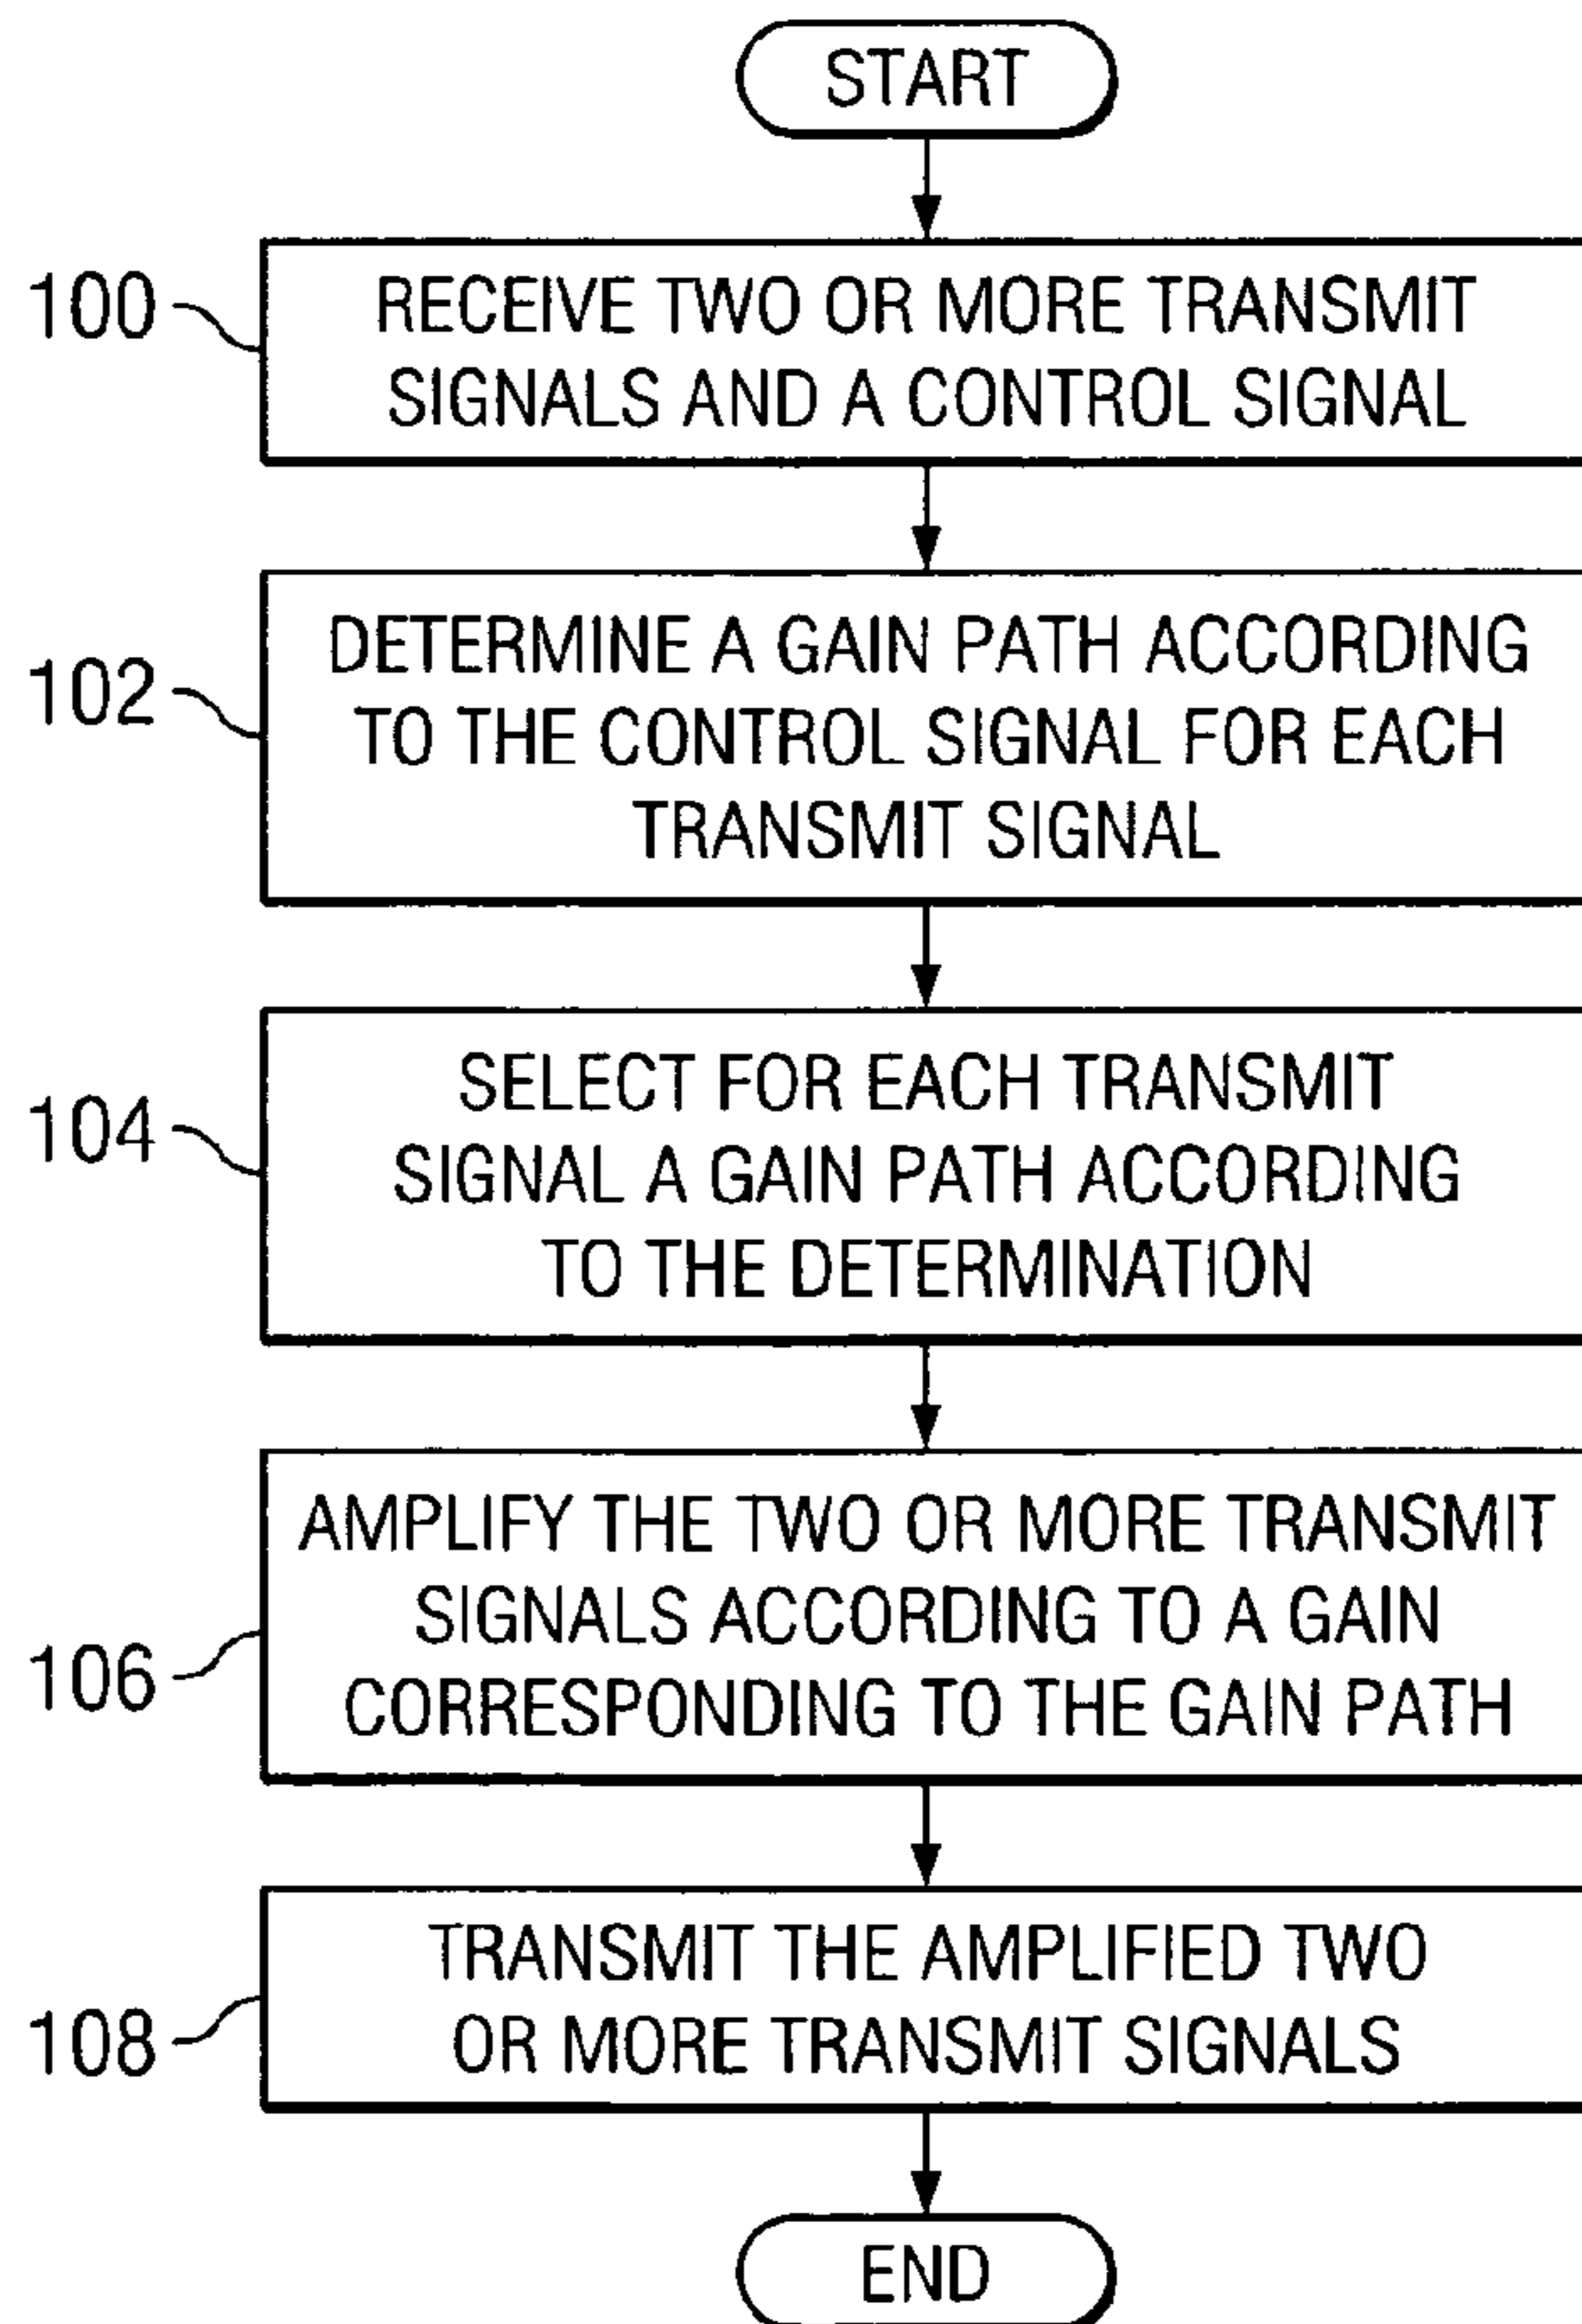 START
100
RECEIVE TWO OR MORE TRANSMIT
SIGNALS AND A CONTROL SIGNAL
102
DETERMINE A GAIN PATH ACCORDING
TO THE CONTROL SIGNAL FOR EACH
TRANSMIT SIGNAL
104
SELECT FOR EACH TRANSMIT
SIGNAL A GAIN PATH ACCORDING
TO THE DETERMINATION
106
AMPLIFY THE TWO OR MORE TRANSMIT
SIGNALS ACCORDING TO A GAIN
CORRESPONDING TO THE GAIN PATH
108
TRANSMIT THE AMPLIFIED TWO
OR MORE TRANSMIT SIGNALS
END